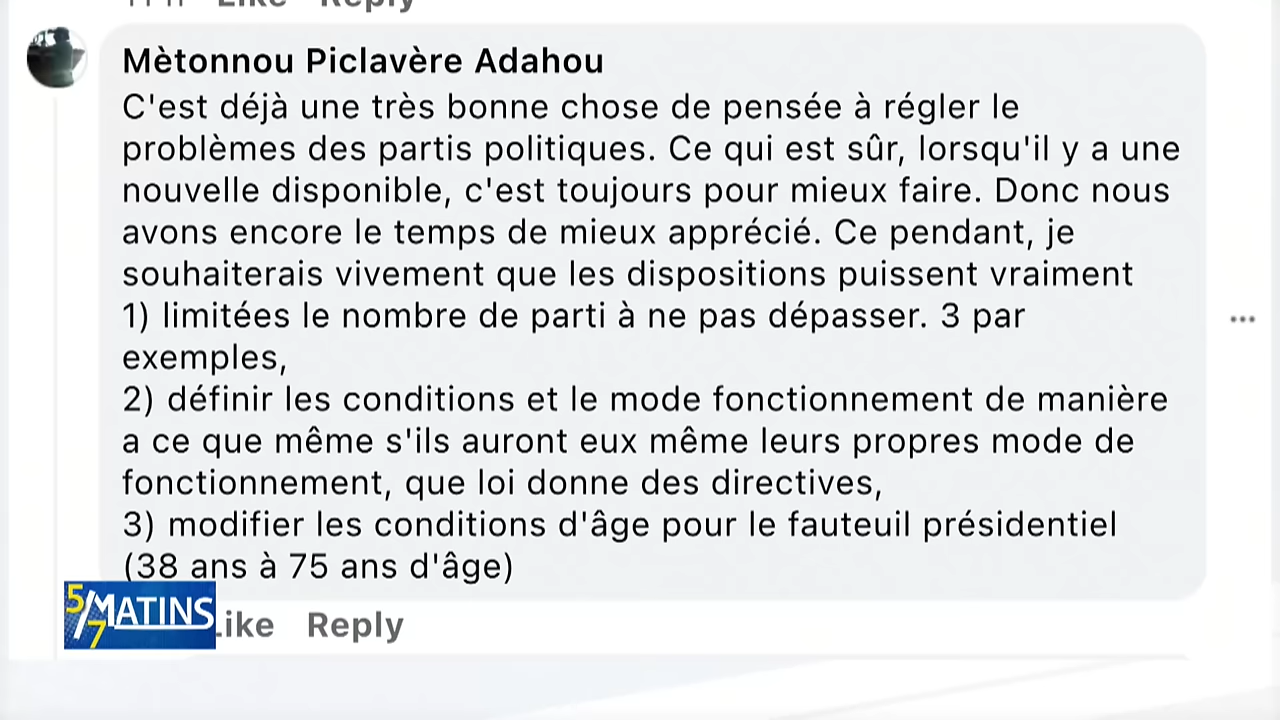 Like Reply
Mètonnou Piclavère Adahou
C'est déjà une très bonne chose de pensée à régler le
problèmes des partis politiques. Ce qui est sûr, lorsqu'il y a une
nouvelle disponible, c'est toujours pour mieux faire. Donc nous
avons encore le temps de mieux apprécié. Ce pendant, je
souhaiterais vivement que les dispositions puissent vraiment
1) limitées le nombre de parti à ne pas dépasser. 3 par
exemples,
2) définir les conditions et le mode fonctionnement de manière
a ce que même s'ils auront eux même leurs propres mode de
fonctionnement, que loi donne des directives,
3) modifier les conditions d'âge pour le fauteuil présidentiel
(38 ans à 75 ans d'âge)
5/7 MATINS
Like Reply